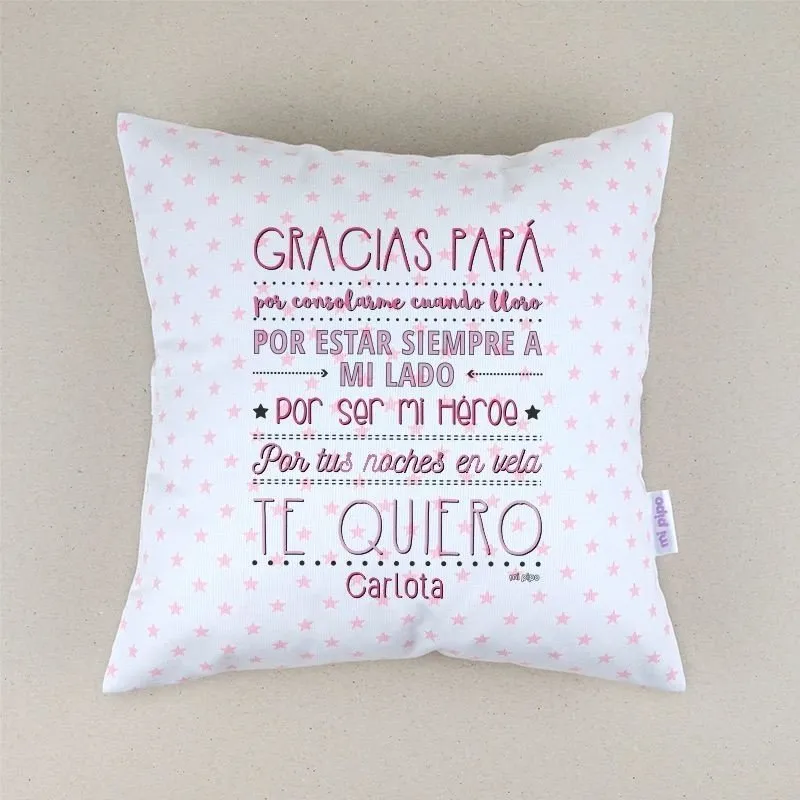 GRACIAS PAPÁ
por consolarme cuando lloro
POR ESTAR SIEMPRE A
MI LADO
Por ser mi Héroe
Por tus noches en vela
TE QUIERO
mi pipo
Carlota
mi pipo